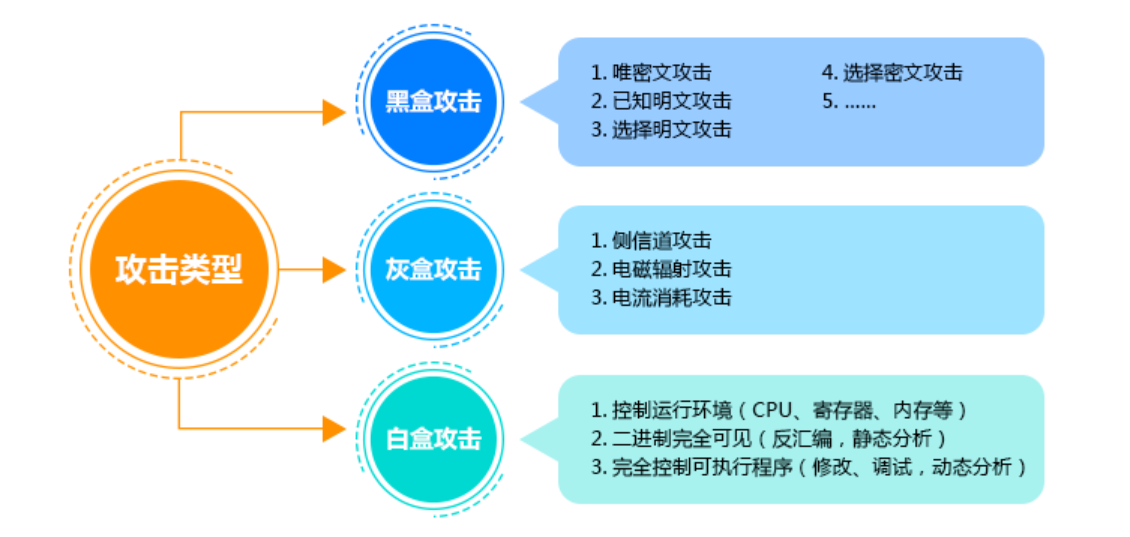 攻击类型
黑盒攻击
1. 唯密文攻击
2. 已知明文攻击
3. 选择明文攻击
4. 选择密文攻击
5. ......
灰盒攻击
1. 侧信道攻击
2. 电磁辐射攻击
3. 电流消耗攻击
白盒攻击
1. 控制运行环境（CPU、寄存器、内存等）
2. 二进制完全可见（反汇编，静态分析）
3. 完全控制可执行程序（修改、调试，动态分析）